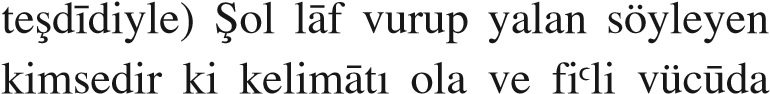 teşdīdiyle) Şol lāf vurup yalan söyleyen
kimsedir ki kelimātı ola ve fiʿli vücūda